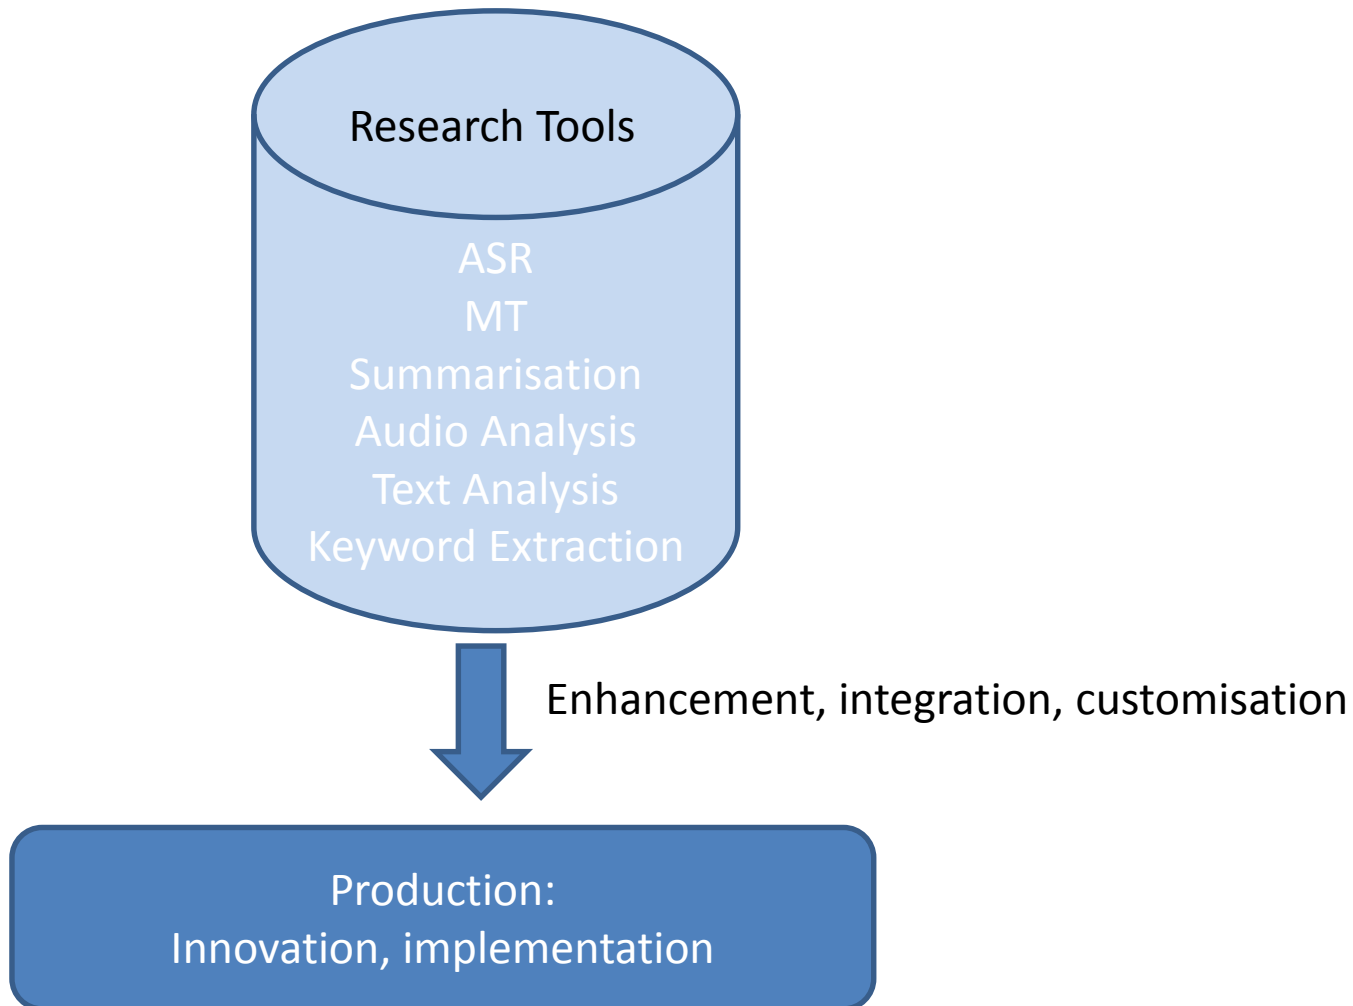 Research Tools
ASR
MT
Summarisation
Audio Analysis
Text Analysis
Keyword Extraction
Enhancement, integration, customisation
Production:
Innovation, implementation